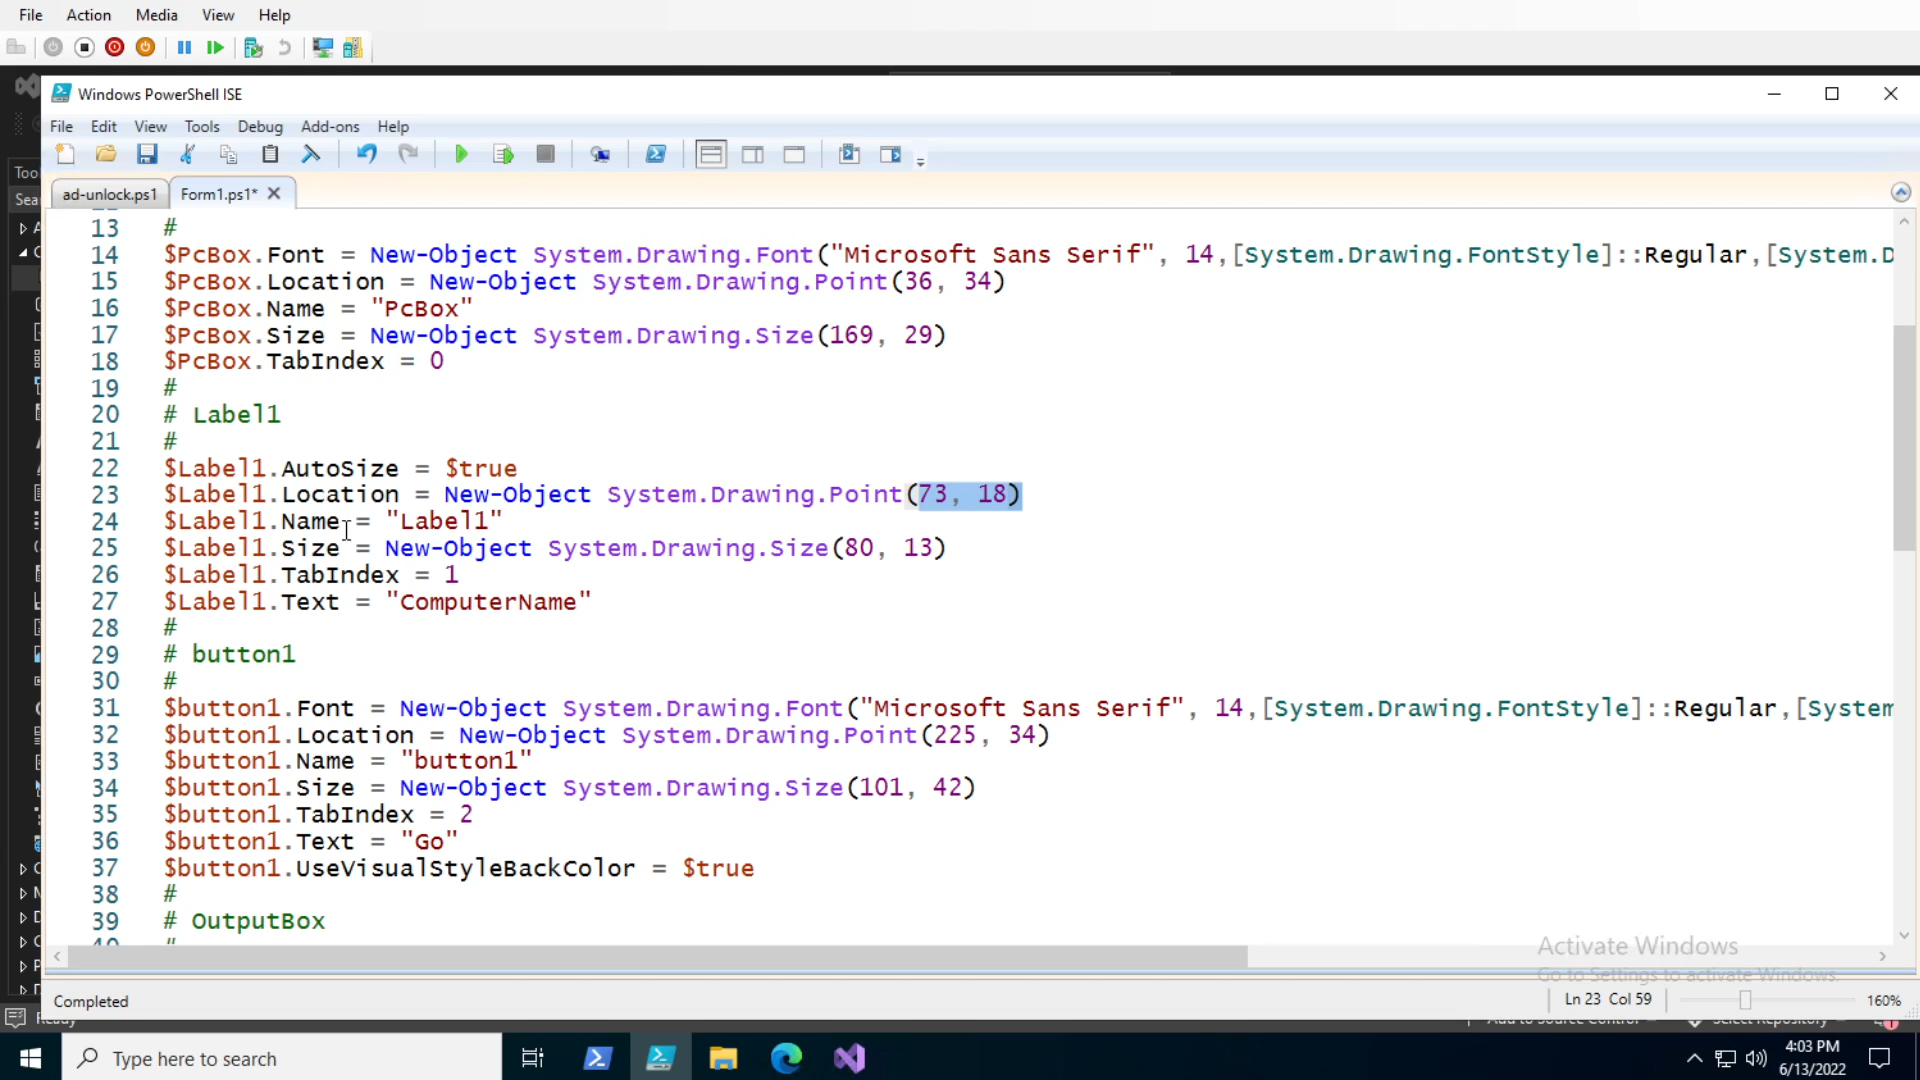 File Action Media View Help
Windows PowerShell ISE
File Edit View Tools Debug Add-ons Help
ad-unlock.ps1 Form1.ps1*
13 #
14 $PcBox.Font = New-Object System.Drawing.Font("Microsoft Sans Serif", 14,[System.Drawing.FontStyle]::Regular,[System.D
15 $PcBox.Location = New-Object System.Drawing.Point(36, 34)
16 $PcBox.Name = "PcBox"
17 $PcBox.Size = New-Object System.Drawing.Size(169, 29)
18 $PcBox.TabIndex = 0
19 #
20 # Label1
21 #
22 $Label1.AutoSize = $true
23 $Label1.Location = New-Object System.Drawing.Point(73, 18)
24 $Label1.Name = "Label1"
25 $Label1.Size = New-Object System.Drawing.Size(80, 13)
26 $Label1.TabIndex = 1
27 $Label1.Text = "ComputerName"
28 #
29 # button1
30 #
31 $button1.Font = New-Object System.Drawing.Font("Microsoft Sans Serif", 14,[System.Drawing.FontStyle]::Regular,[System
32 $button1.Location = New-Object System.Drawing.Point(225, 34)
33 $button1.Name = "button1"
34 $button1.Size = New-Object System.Drawing.Size(101, 42)
35 $button1.TabIndex = 2
36 $button1.Text = "Go"
37 $button1.UseVisualStyleBackColor = $true
38 #
39 # OutputBox
Activate Windows
Go to Settings to activate Windows.
Completed
Ln 23 Col 59
160%
Type here to search
4:03 PM
6/13/2022